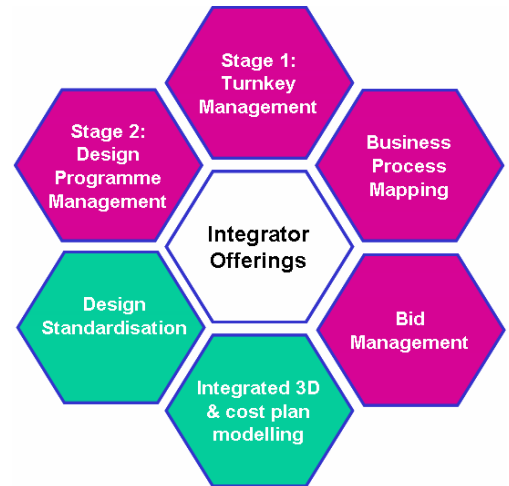 Stage 1:
Turnkey
Management
Stage 2:
Design
Programme
Management
Business
Process
Mapping
Integrator
Offerings
Design
Standardisation
Bid
Management
Integrated 3D
& cost plan
modelling